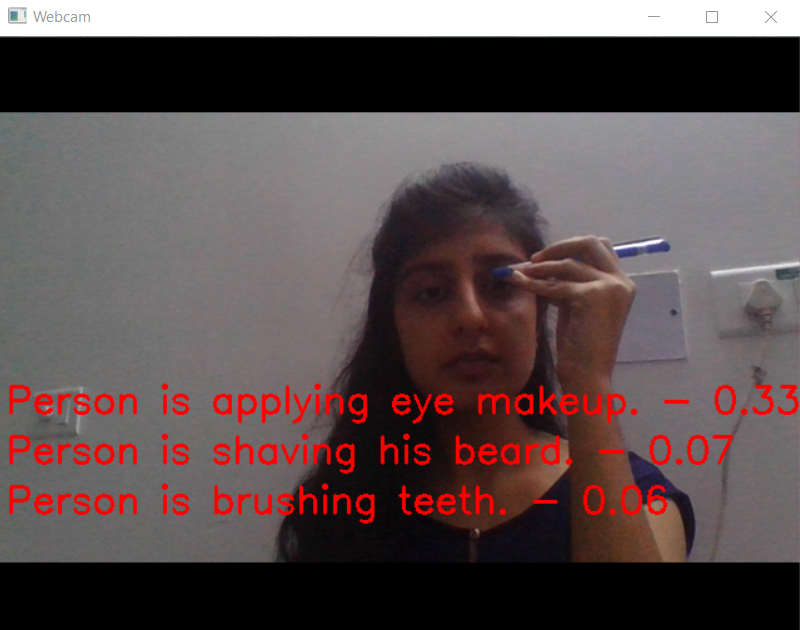 Webcam
Person is applying eye makeup. - 0.33
Person is shaving his beard. - 0.07
Person is brushing teeth. - 0.06